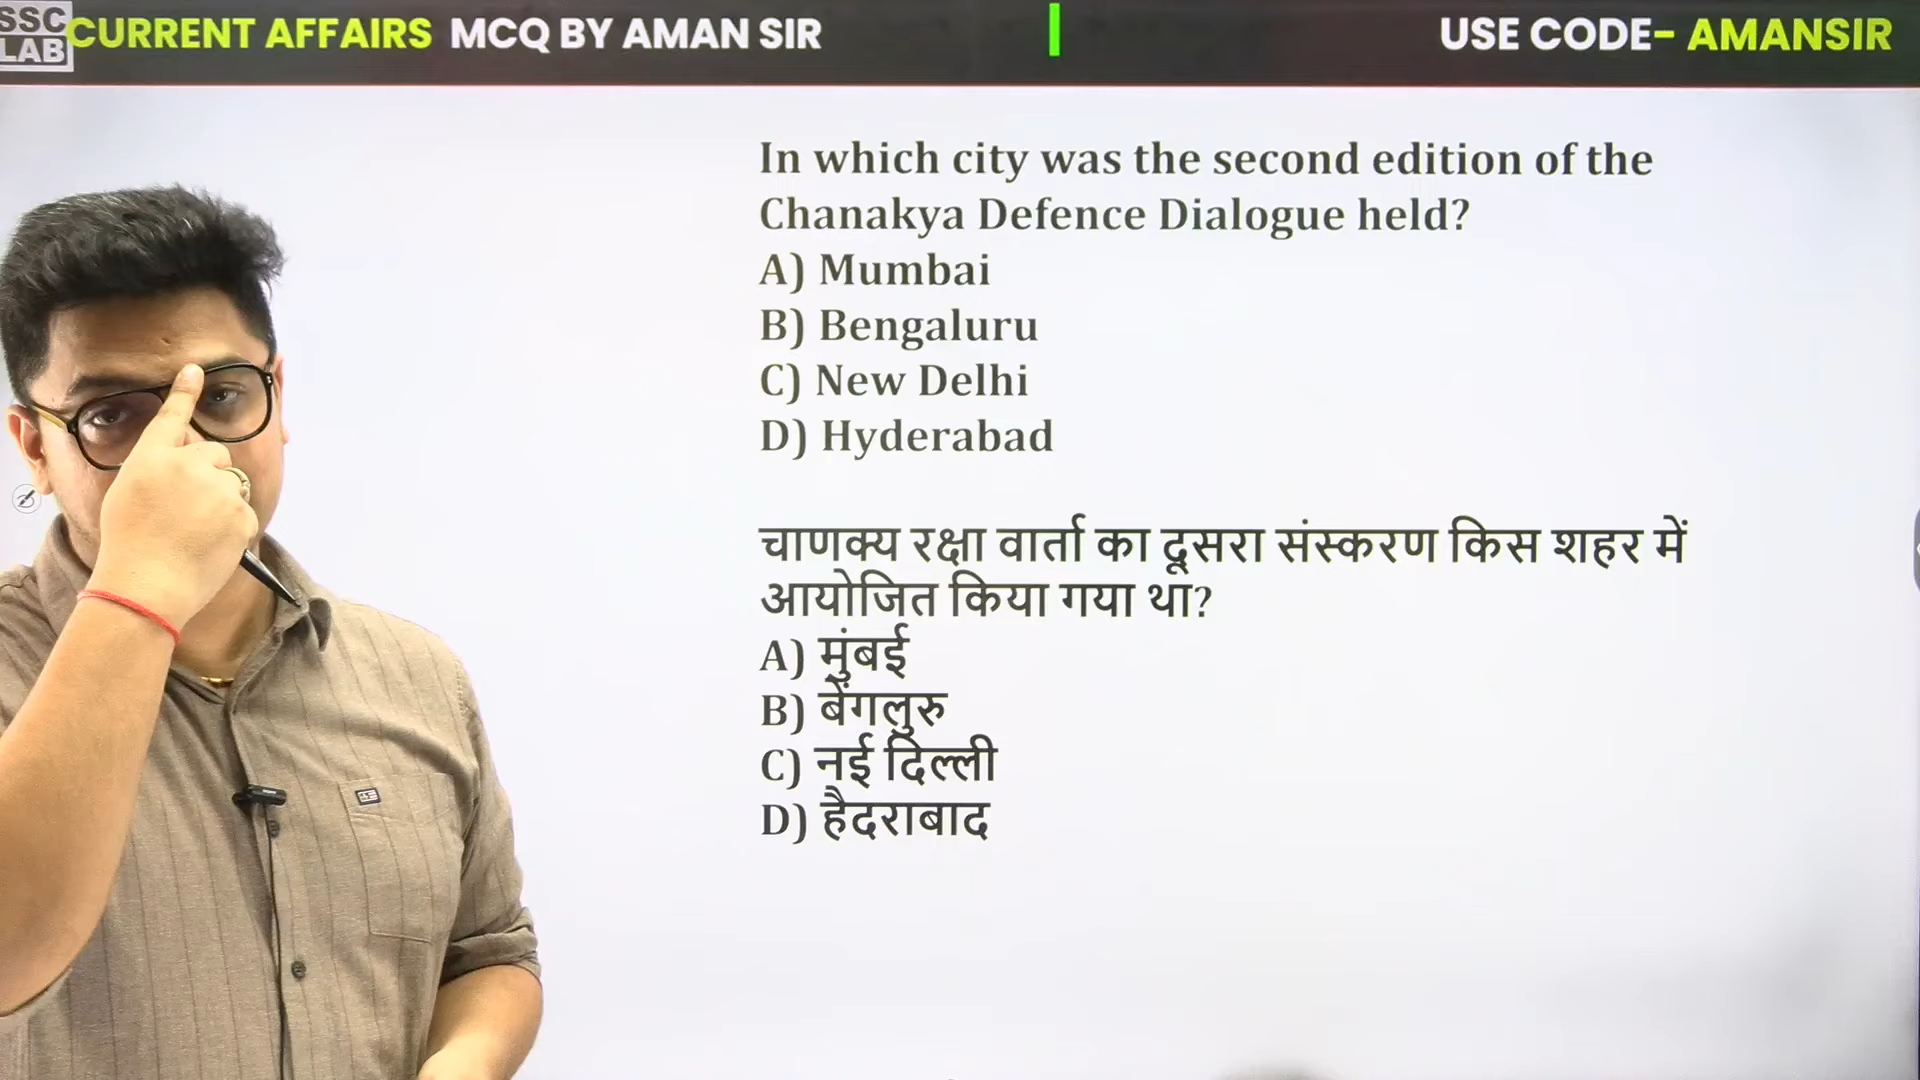 SSC
LAB
CURRENT AFFAIRS MCQ BY AMAN SIR
USE CODE- AMANSIR
In which city was the second edition of the
Chanakya Defence Dialogue held?
A) Mumbai
B) Bengaluru
C) New Delhi
D) Hyderabad
चाणक्य रक्षा वार्ता का दूसरा संस्करण किस शहर में
आयोजित किया गया था?
A) मुंबई
B) बेंगलुरु
C) नई दिल्ली
D) हैदराबाद